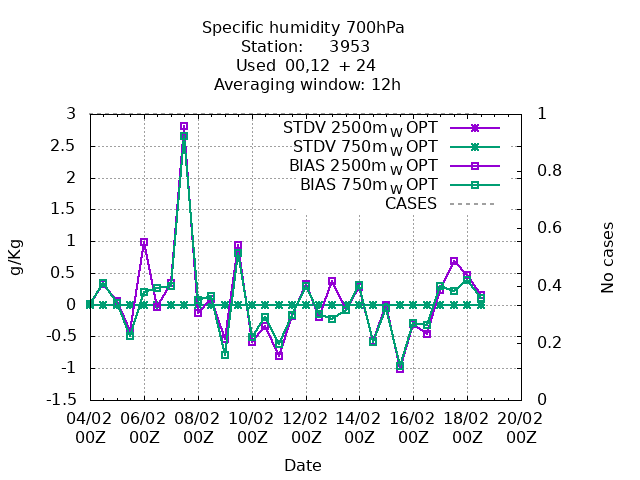 Specific humidity 700hPa
Station: 3953
Used 00,12 + 24
Averaging window: 12h
STDV 2500m_W OPT
STDV 750m_W OPT
BIAS 2500m_W OPT
BIAS 750m_W OPT
CASES
3
2.5
2
1.5
1
0.5
0
-0.5
-1
-1.5
g/Kg
1
0.8
0.6
0.4
0.2
0
No cases
04/02 06/02 08/02 10/02 12/02 14/02 16/02 18/02 20/02
00Z 00Z 00Z 00Z 00Z 00Z 00Z 00Z 00Z
Date